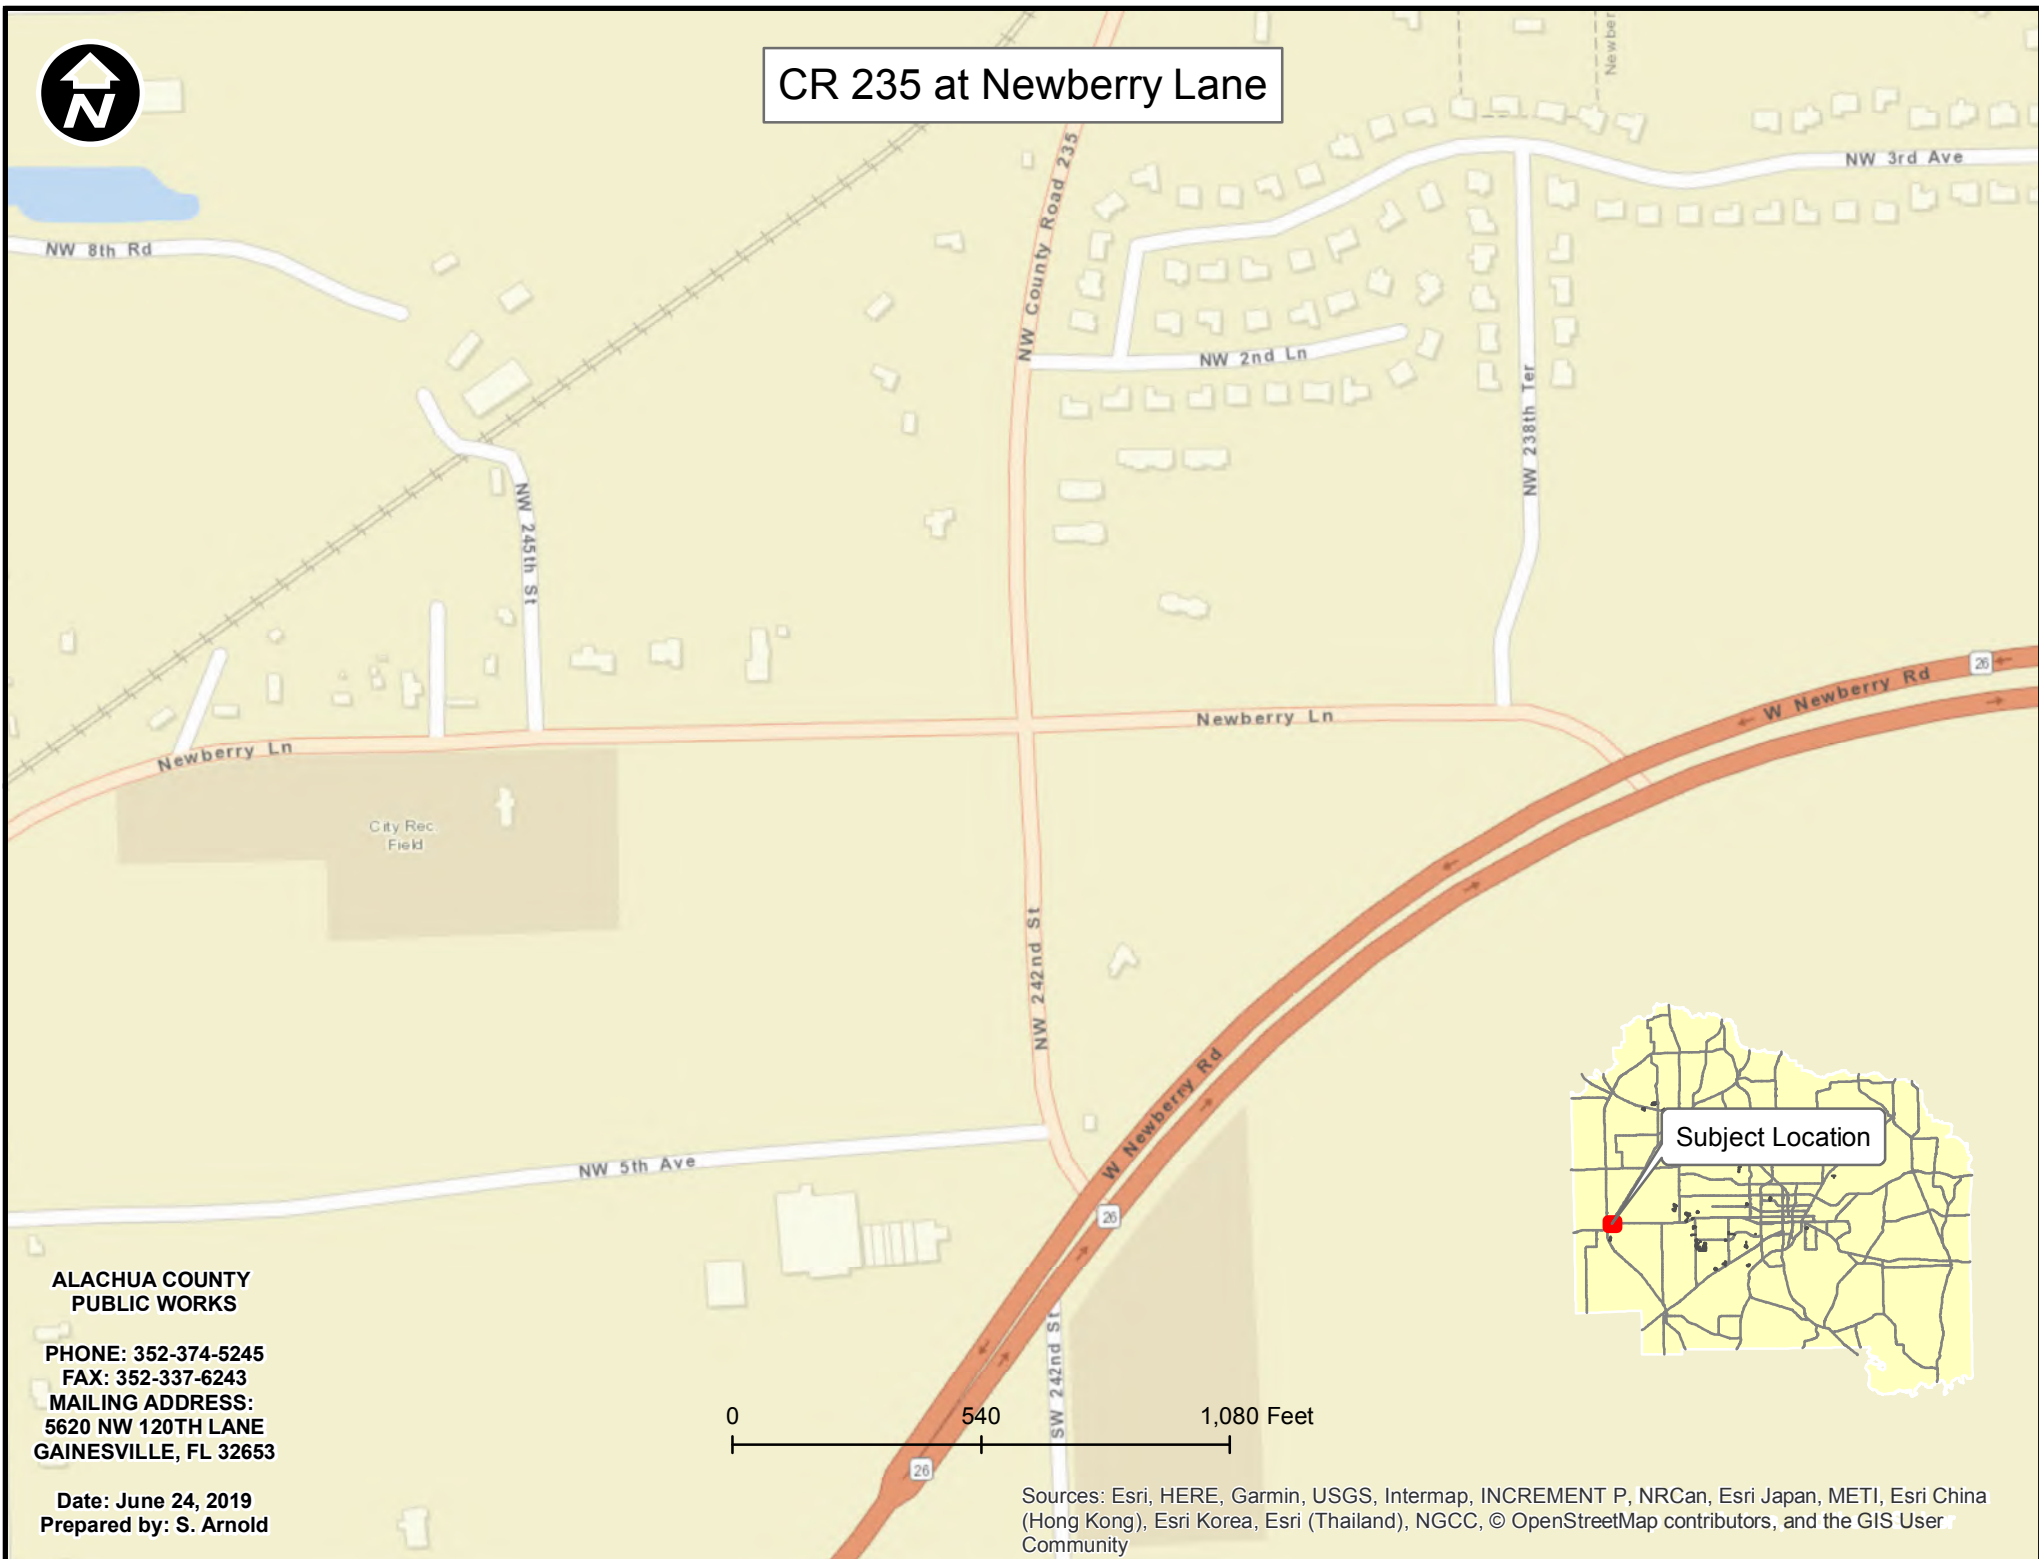 N
CR 235 at Newberry Lane
Newber
NW County Road 235
NW 3rd Ave
NW 8th Rd
NW 2nd Ln
NW 238th Ter
NW 245th St
26
W Newberry Rd
Newberry Ln
Newberry Ln
City Rec.
Field
NW 242nd St
W Newberry Rd
Subject Location
NW 5th Ave
26
SW 242nd St
26
ALACHUA COUNTY
PUBLIC WORKS
PHONE: 352-374-5245
FAX: 352-337-6243
MAILING ADDRESS:
5620 NW 120TH LANE
GAINESVILLE, FL 32653
Date: June 24, 2019
Prepared by: S. Arnold
0 540 1,080 Feet
Sources: Esri, HERE, Garmin, USGS, Intermap, INCREMENT P, NRCan, Esri Japan, METI, Esri China
(Hong Kong), Esri Korea, Esri (Thailand), NGCC, © OpenStreetMap contributors, and the GIS User
Community